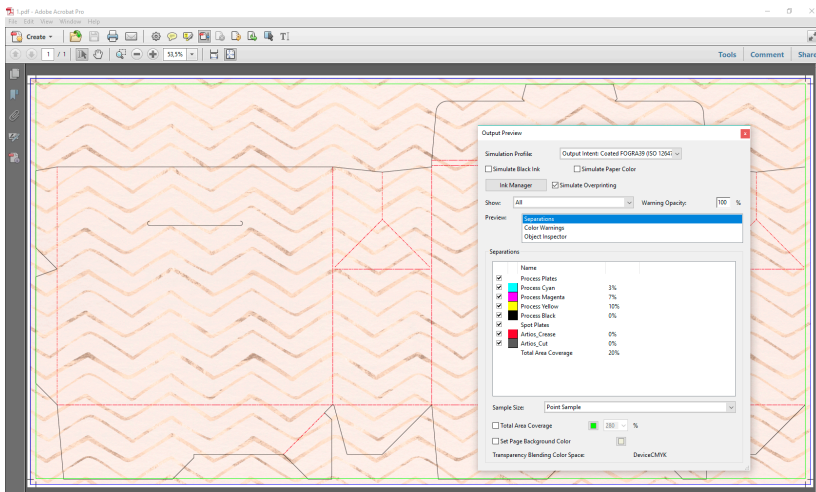 1.pdf - Adobe Acrobat Pro
File Edit View Window Help
Create
1 / 1 53,5%
Tools Comment Share
Output Preview
Simulation Profile: Output Intent: Coated FOGRA39 (ISO 12647
Simulate Black Ink Simulate Paper Color
Ink Manager Simulate Overprinting
Show: All Warning Opacity: 100 %
Preview: Separations
Color Warnings
Object Inspector
Separations
Name
Process Plates
Process Cyan 3%
Process Magenta 7%
Process Yellow 10%
Process Black 0%
Spot Plates
Artios_Crease 0%
Artios_Cut 0%
Total Area Coverage 20%
Sample Size: Point Sample
Total Area Coverage 280 %
Set Page Background Color
Transparency Blending Color Space: DeviceCMYK